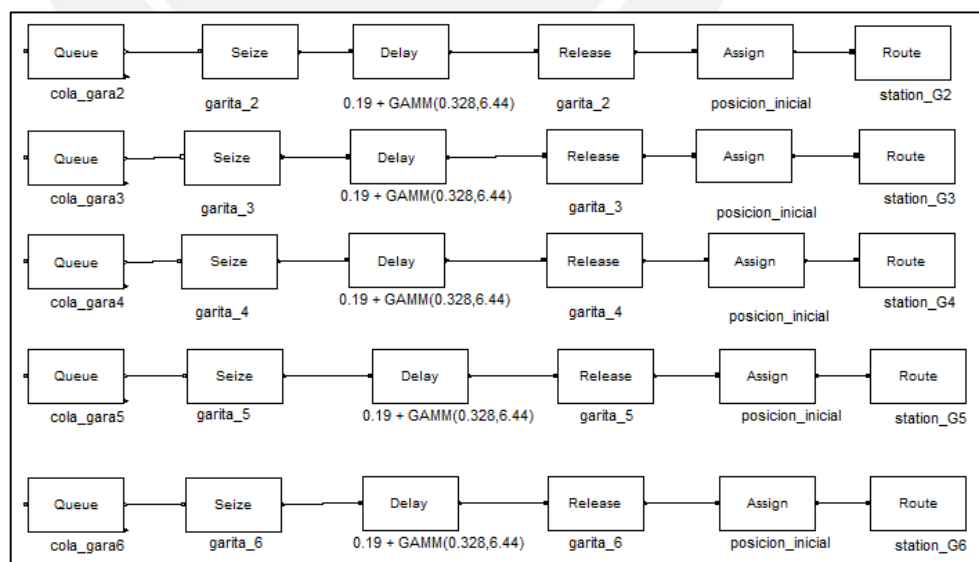 Queue Seize Delay Release Assign Route
cola_gara2 garita_2 0.19 + GAMM(0.328,6.44) garita_2 posicion_inicial station_G2
Queue Seize Delay Release Assign Route
cola_gara3 garita_3 0.19 + GAMM(0.328,6.44) garita_3 posicion_inicial station_G3
Queue Seize Delay Release Assign Route
cola_gara4 garita_4 0.19 + GAMM(0.328,6.44) garita_4 posicion_inicial station_G4
Queue Seize Delay Release Assign Route
cola_gara5 garita_5 0.19 + GAMM(0.328,6.44) garita_5 posicion_inicial station_G5
Queue Seize Delay Release Assign Route
cola_gara6 garita_6 0.19 + GAMM(0.328,6.44) garita_6 posicion_inicial station_G6